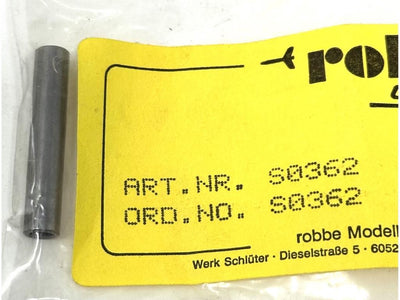 rob
ART.NR. S0362
ORD.NO. S0362
robbe Modell
Werk Schlüter · Dieselstraße 5 · 6052